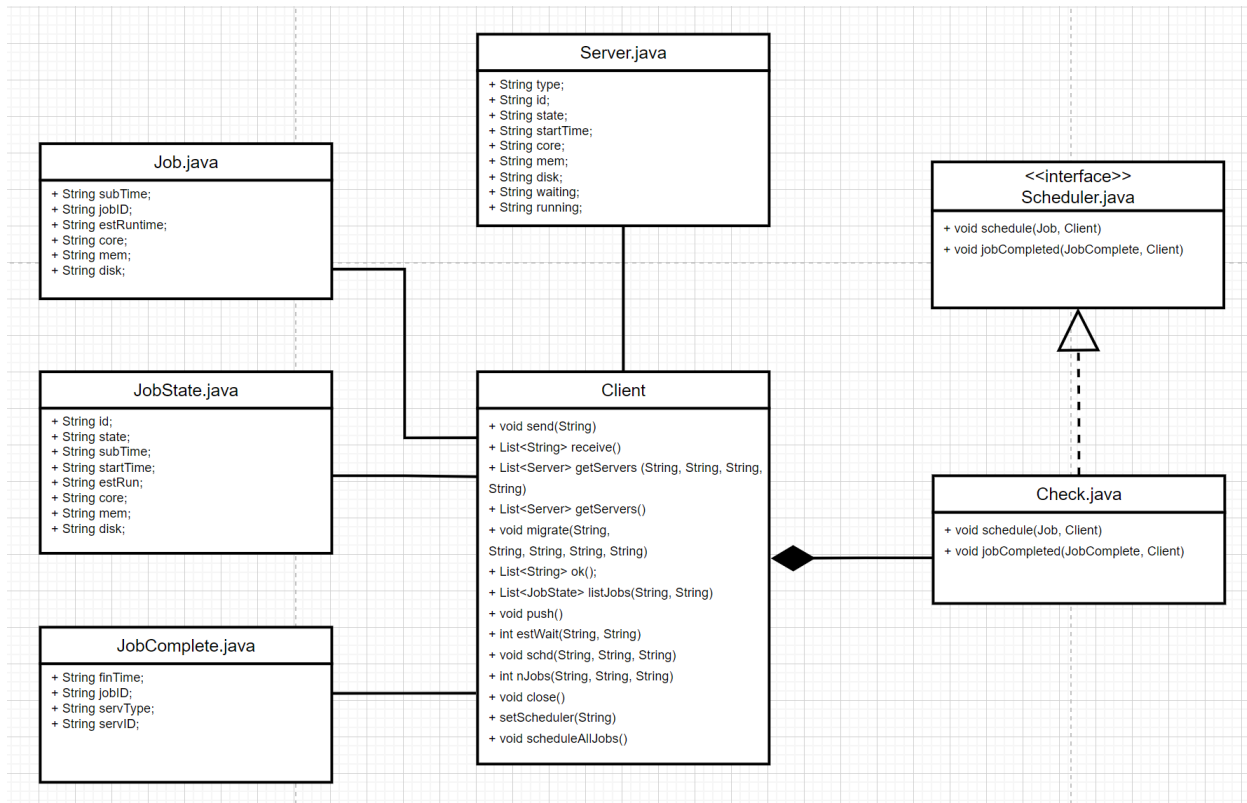 Server.java
+ String type;
+ String id;
+ String state;
+ String startTime;
+ String core;
+ String mem;
+ String disk;
+ String waiting;
+ String running;
Job.java
+ String subTime;
+ String jobID;
+ String estRuntime;
+ String core;
+ String mem;
+ String disk;
<<interface>>
Scheduler.java
+ void schedule(Job, Client)
+ void jobCompleted(JobComplete, Client)
JobState.java
+ String id;
+ String state;
+ String subTime;
+ String startTime;
+ String estRun;
+ String core;
+ String mem;
+ String disk;
Client
+ void send(String)
+ List<String> receive()
+ List<Server> getServers (String, String, String,
String)
+ List<Server> getServers()
+ void migrate(String,
String, String, String, String)
+ List<String> ok();
+ List<JobState> listJobs(String, String)
+ void push()
+ int estWait(String, String)
+ void schd(String, String, String)
+ int nJobs(String, String, String)
+ void close()
+ setScheduler(String)
+ void scheduleAllJobs()
Check.java
+ void schedule(Job, Client)
+ void jobCompleted(JobComplete, Client)
JobComplete.java
+ String finTime;
+ String jobID;
+ String servType;
+ String servID;